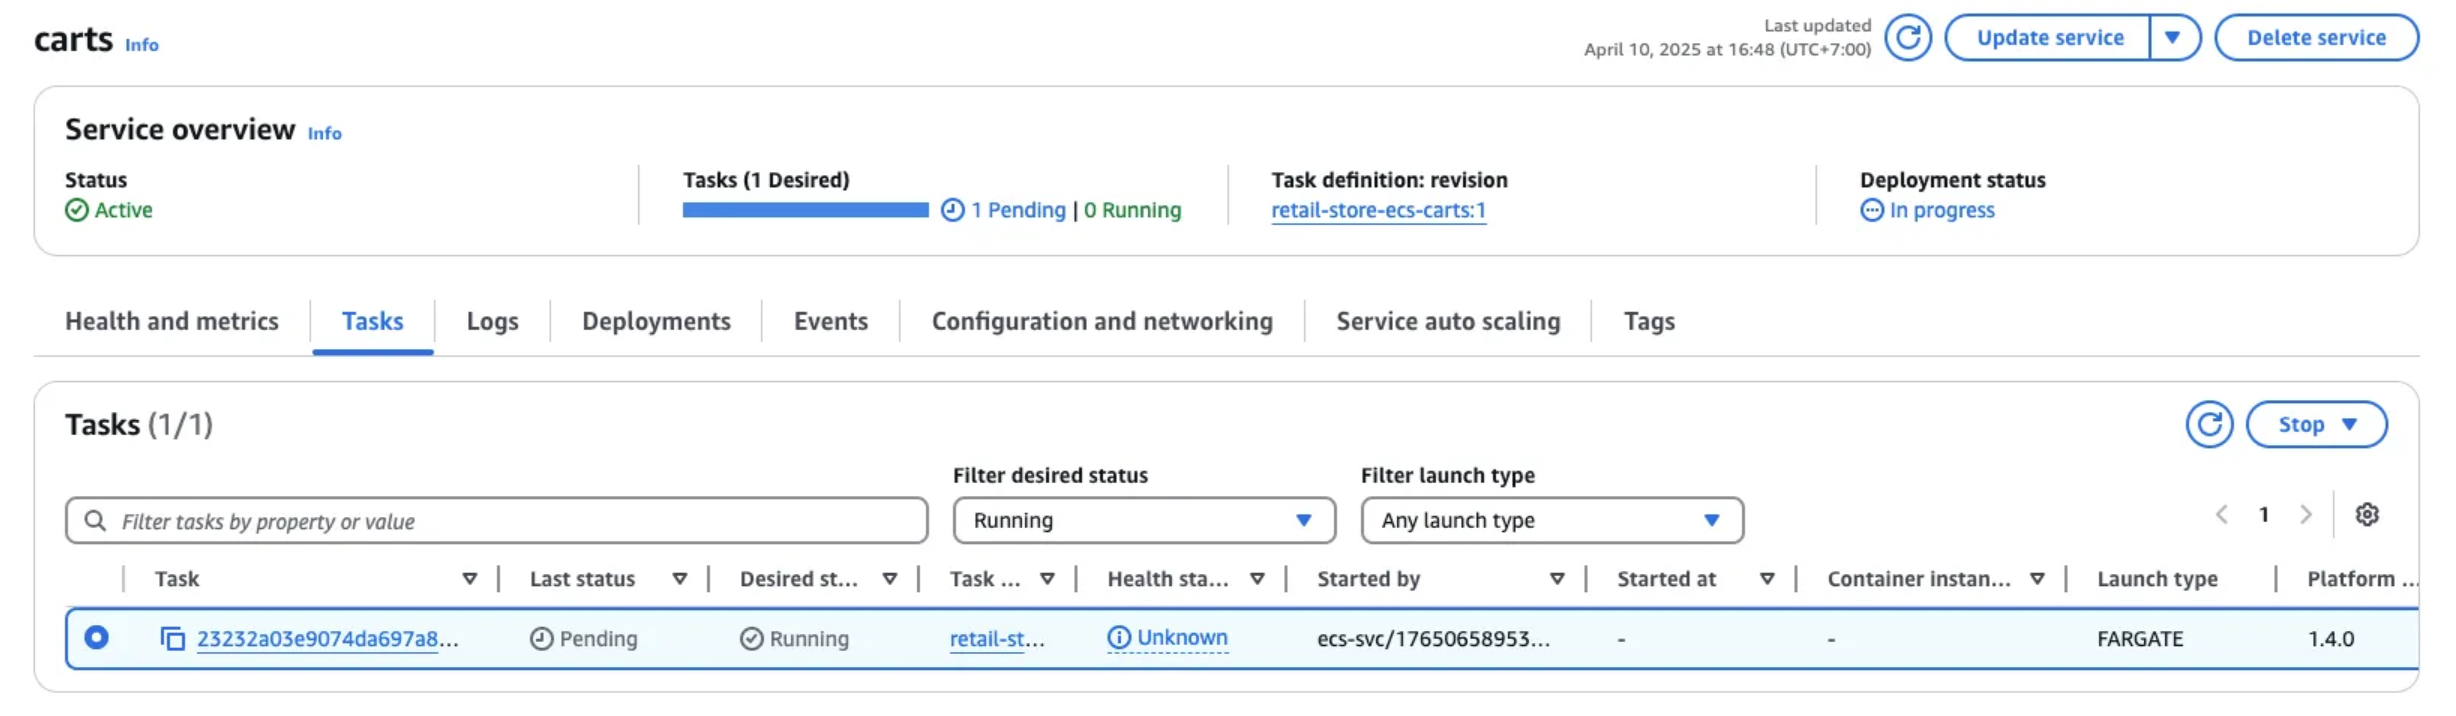 carts Info
Last updated
April 10, 2025 at 16:48 (UTC+7:00)
Update service
Delete service
Service overview Info
Status
Active
Tasks (1 Desired)
1 Pending | 0 Running
Task definition: revision
retail-store-ecs-carts:1
Deployment status
In progress
Health and metrics
Tasks
Logs
Deployments
Events
Configuration and networking
Service auto scaling
Tags
Tasks (1/1)
Stop
Filter desired status
Filter launch type
Filter tasks by property or value
Running
Any launch type
1
Task
Last status
Desired st...
Task ...
Health sta...
Started by
Started at
Container instan...
Launch type
Platform ...
23232a03e9074da697a8...
Pending
Running
retail-st...
Unknown
ecs-svc/17650658953...
-
-
FARGATE
1.4.0